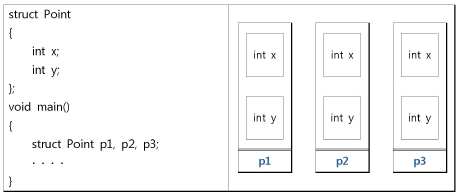 struct Point
{
int x;
int y;
};
void main()
{
struct Point p1, p2, p3;
. . . .
}
int x
int y
p1
int x
int y
p2
int x
int y
p3